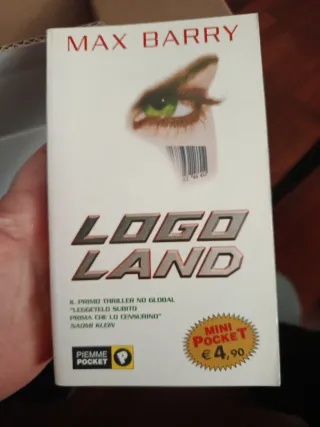 MAX BARRY
LOGO
LAND
IL PRIMO THRILLER NO GLOBAL
"LEGGETELO SUBITO
PRIMA CHE LO CENSURINO"
NAOMI KLEIN
MINI
POCKET
€ 4,90
PIEMME
POCKET
P